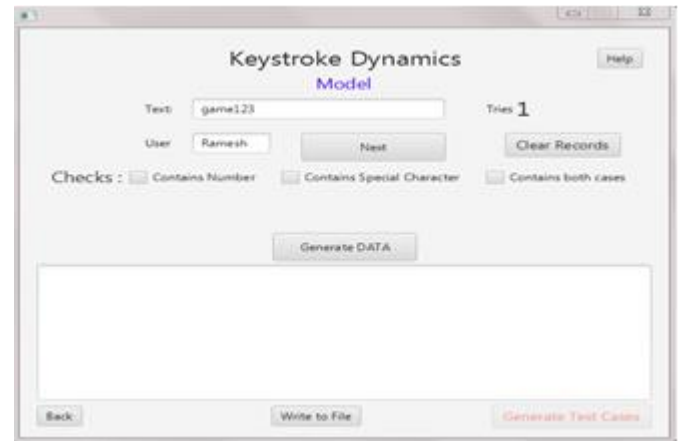 Keystroke Dynamics
Help
Model
Text: game123 Tries 1
User Ramesh Next Clear Records
Checks : Contains Number Contains Special Character Contains both cases
Generate DATA
Back Write to File Generate Test Cases